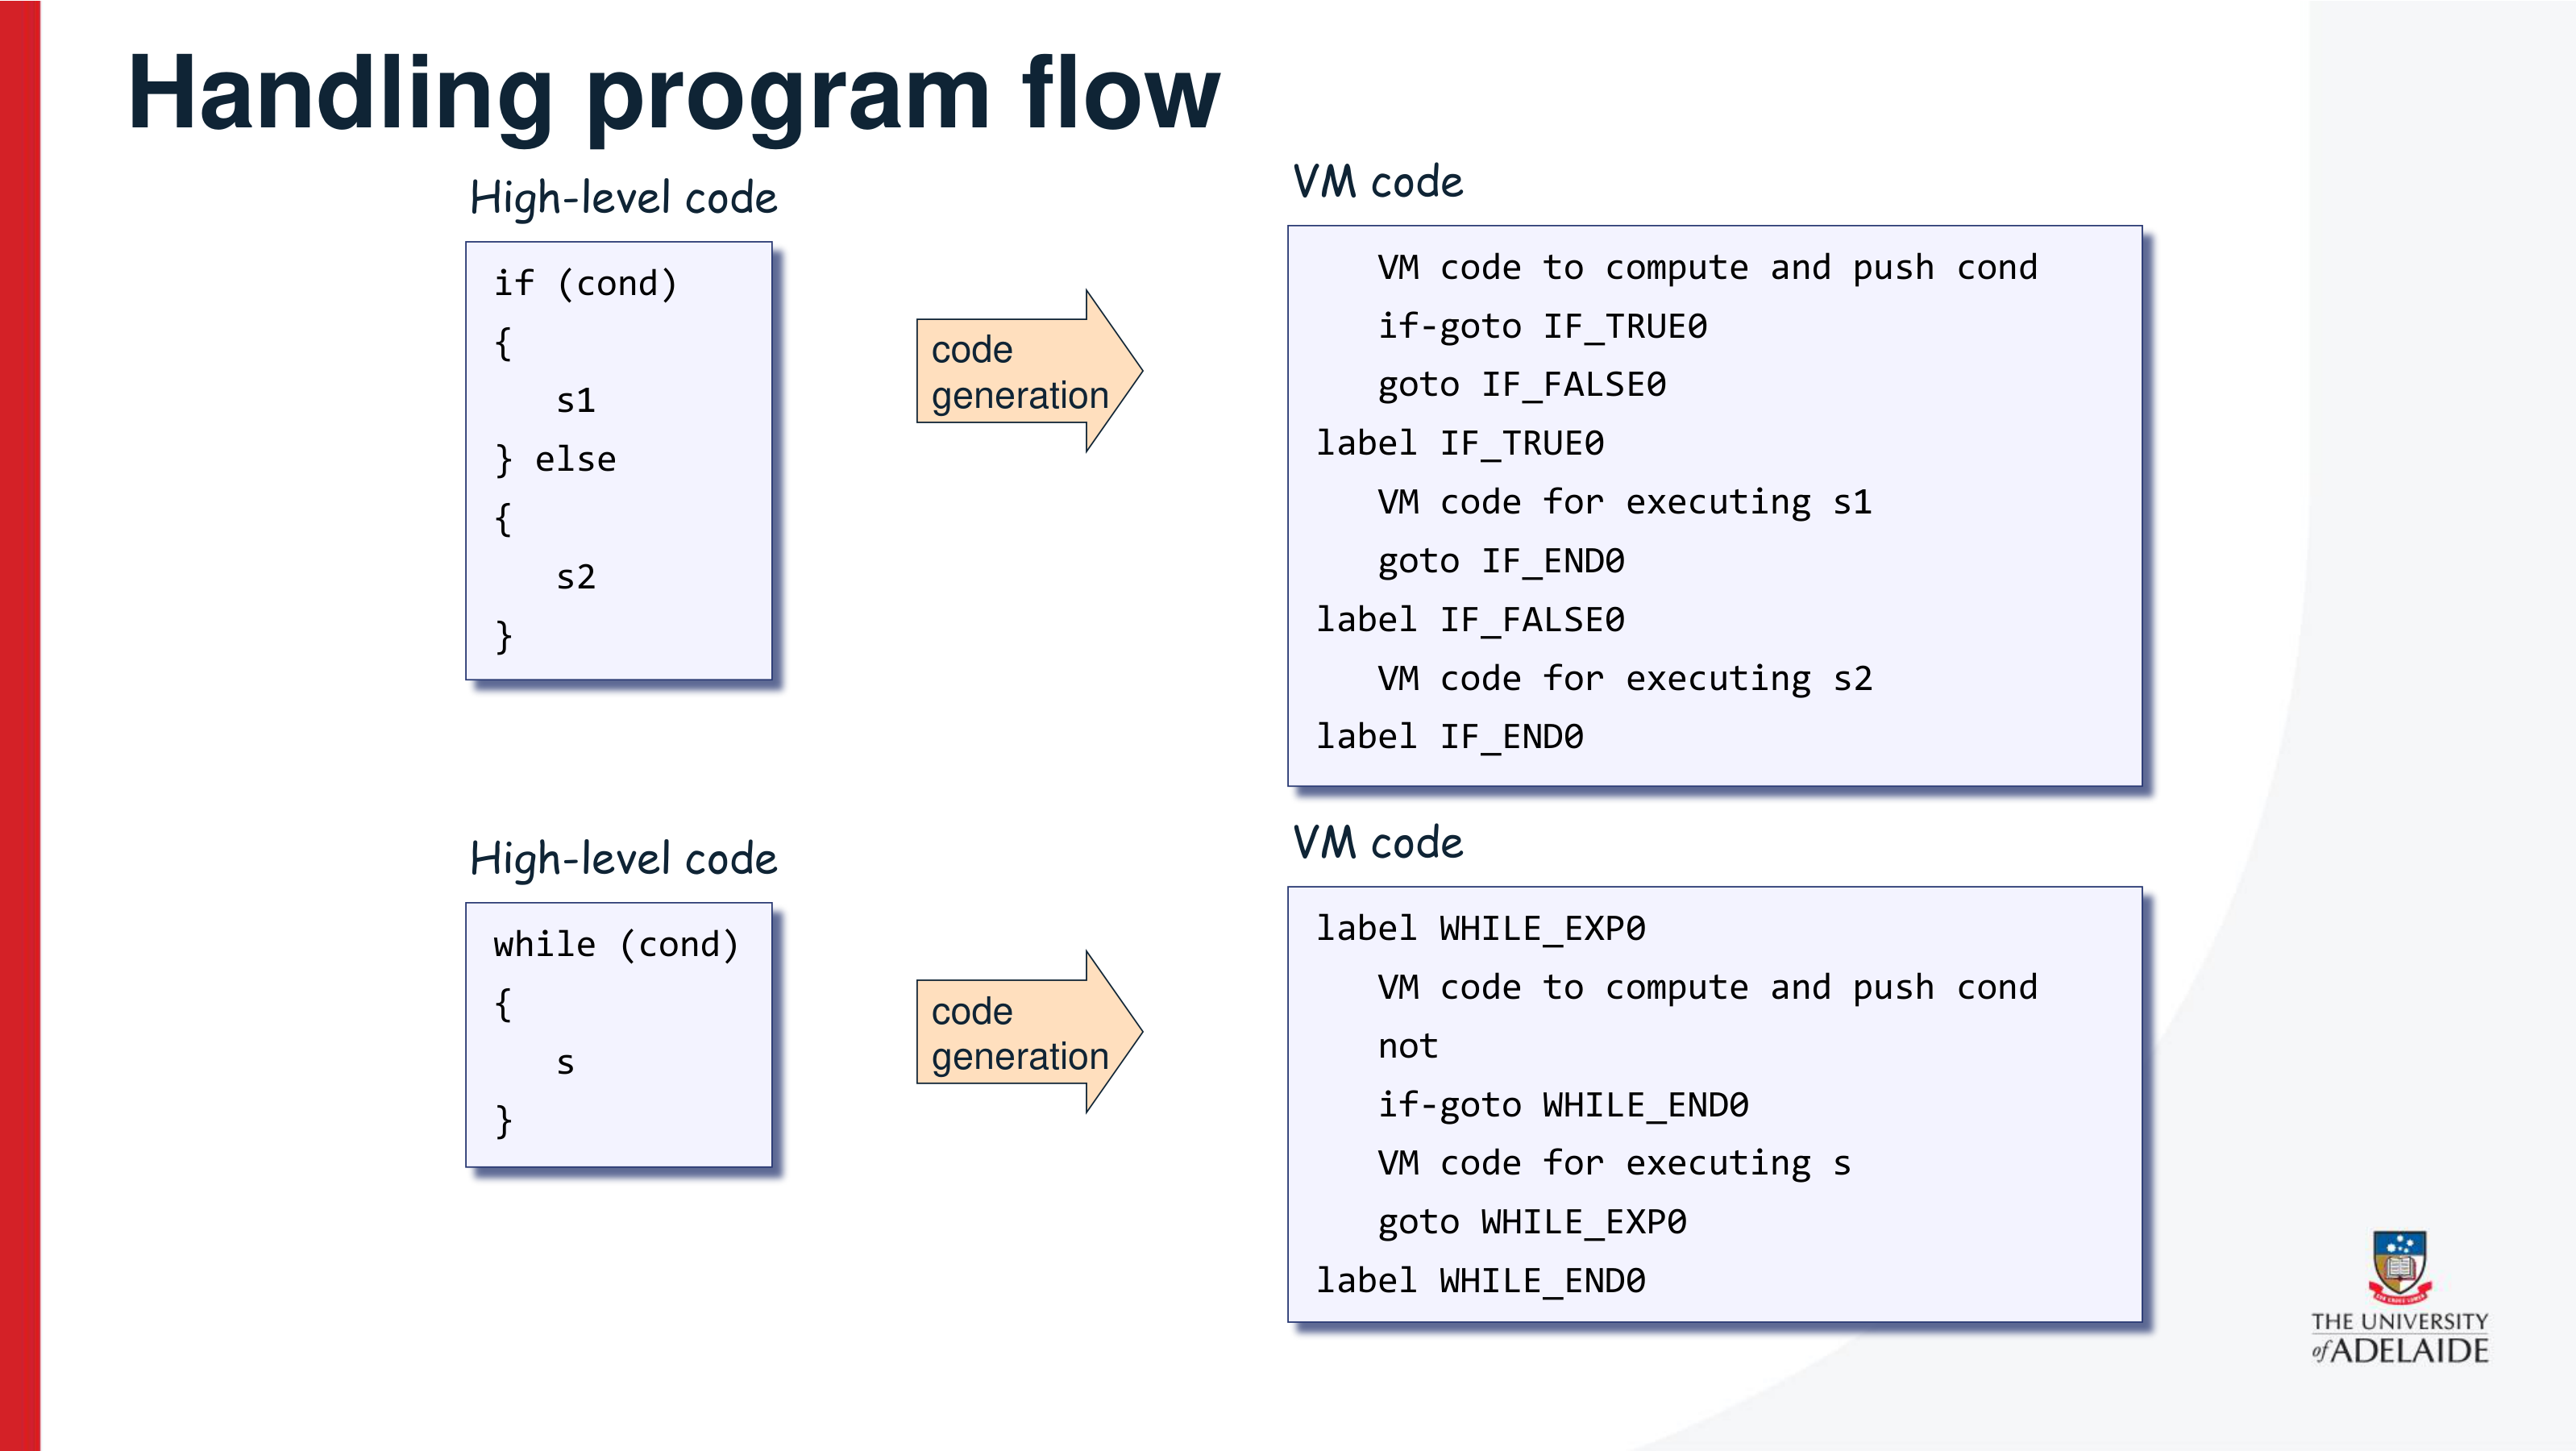 Handling program flow
High-level code
if (cond)
{
   s1
} else
{
   s2
}
code
generation
VM code
   VM code to compute and push cond
   if-goto IF_TRUE0
   goto IF_FALSE0
label IF_TRUE0
   VM code for executing s1
   goto IF_END0
label IF_FALSE0
   VM code for executing s2
label IF_END0
High-level code
while (cond)
{
   s
}
code
generation
VM code
label WHILE_EXP0
   VM code to compute and push cond
   not
   if-goto WHILE_END0
   VM code for executing s
   goto WHILE_EXP0
label WHILE_END0
THE UNIVERSITY
of ADELAIDE